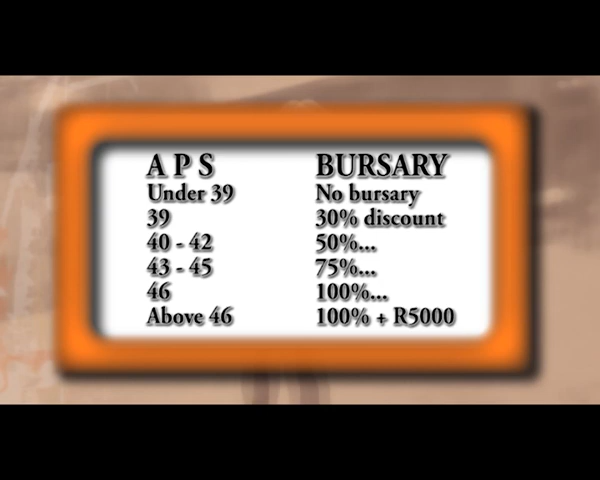 A P S BURSARY
Under 39 No bursary
39 30% discount
40 - 42 50%...
43 - 45 75%...
46 100%...
Above 46 100% + R5000